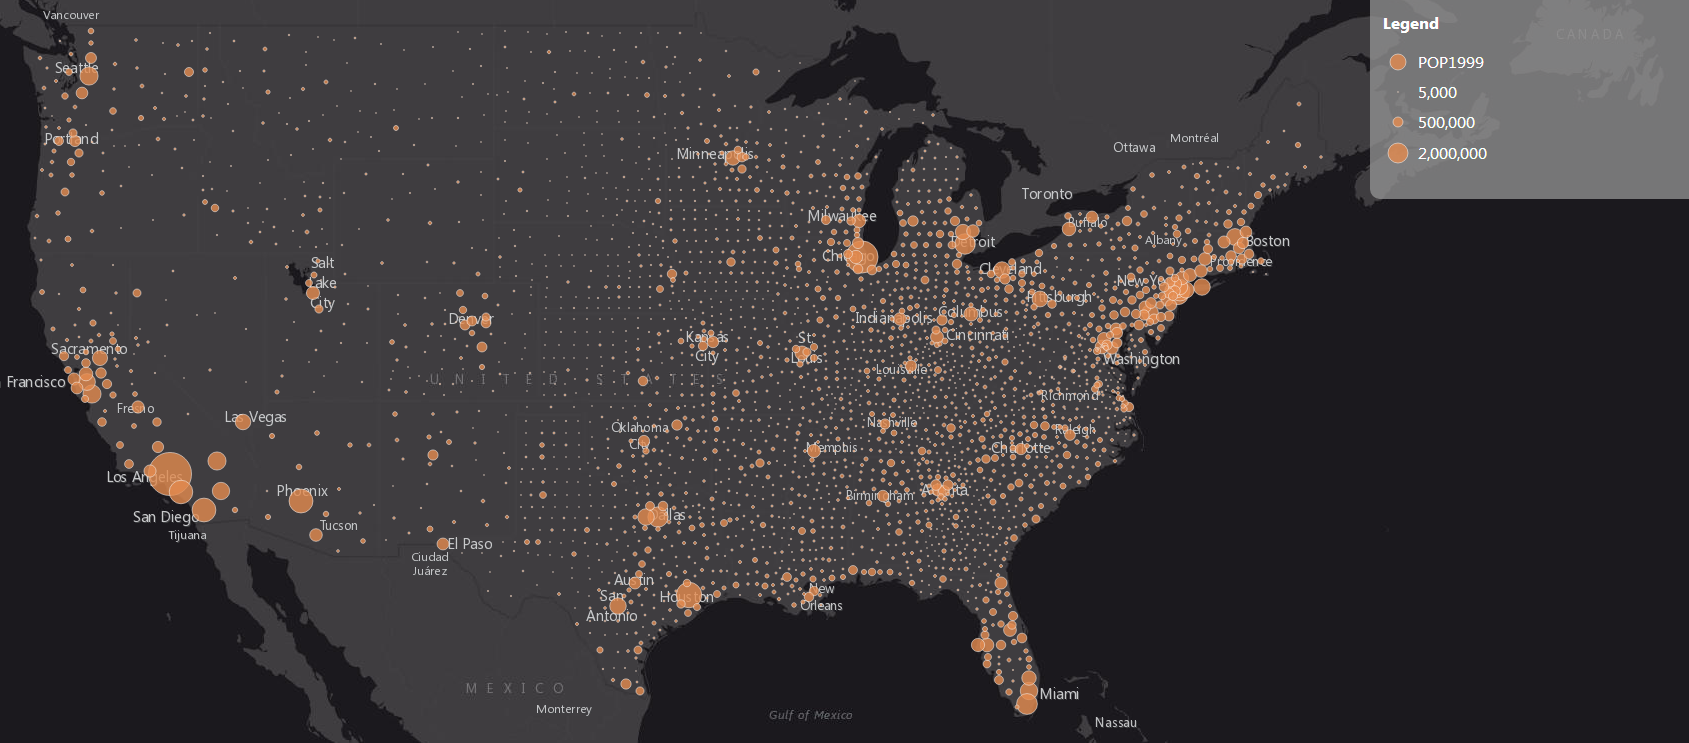 Vancouver
Seattle
Portland
Minneapolis
Milwaukee
Chicago
Detroit
Toronto
Ottawa
Montréal
Buffalo
Albany
Boston
Providence
New York
Cleveland
Pittsburgh
Columbus
Indianapolis
Cincinnati
Washington
Salt
Lake
City
Denver
Kansas
City
St.
Louis
Louisville
Richmond
Sacramento
Francisco
Fresno
Las Vegas
UNITED STATES
Oklahoma
City
Nashville
Memphis
Raleigh
Charlotte
Los Angeles
San Diego
Tijuana
Phoenix
Tucson
Birmingham
Atlanta
Dallas
El Paso
Ciudad
Juárez
Austin
San
Antonio
Houston
New
Orleans
MEXICO
Monterrey
Gulf of Mexico
Miami
Nassau
CANADA
Legend
POP1999
5,000
500,000
2,000,000